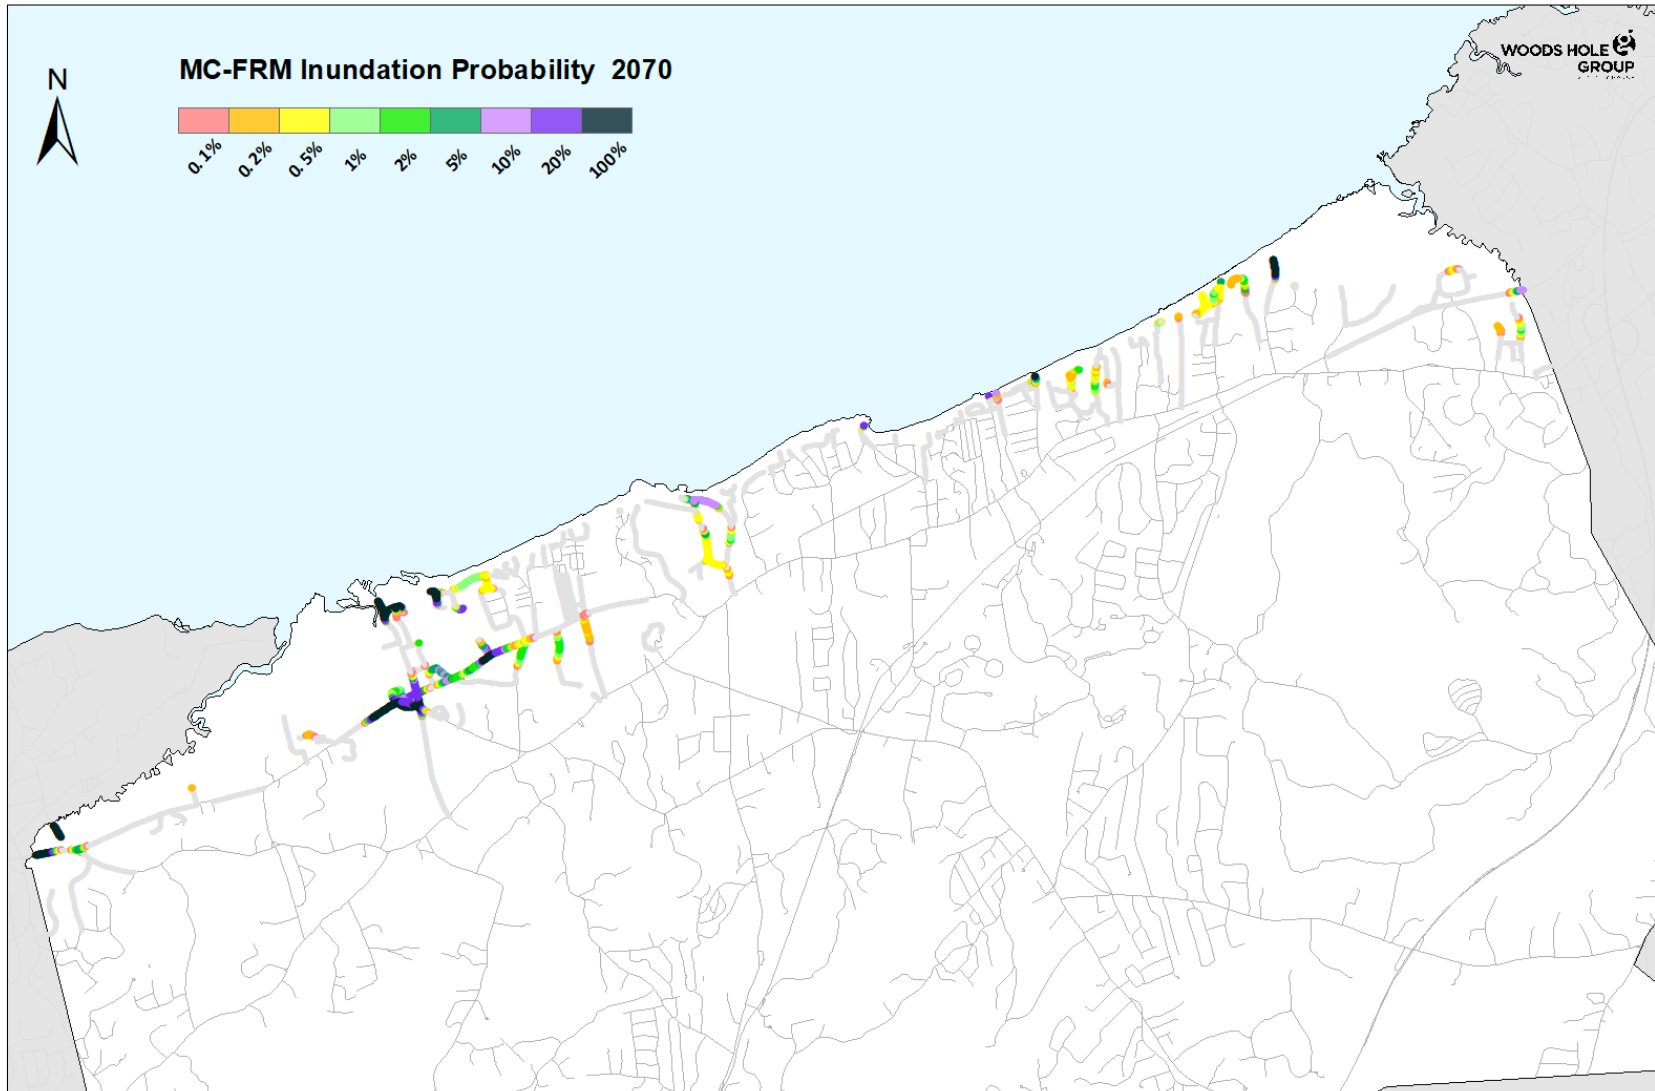 N
MC-FRM Inundation Probability 2070
0.1%
0.2%
0.5%
1%
2%
5%
10%
20%
100%
WOODS HOLE
GROUP